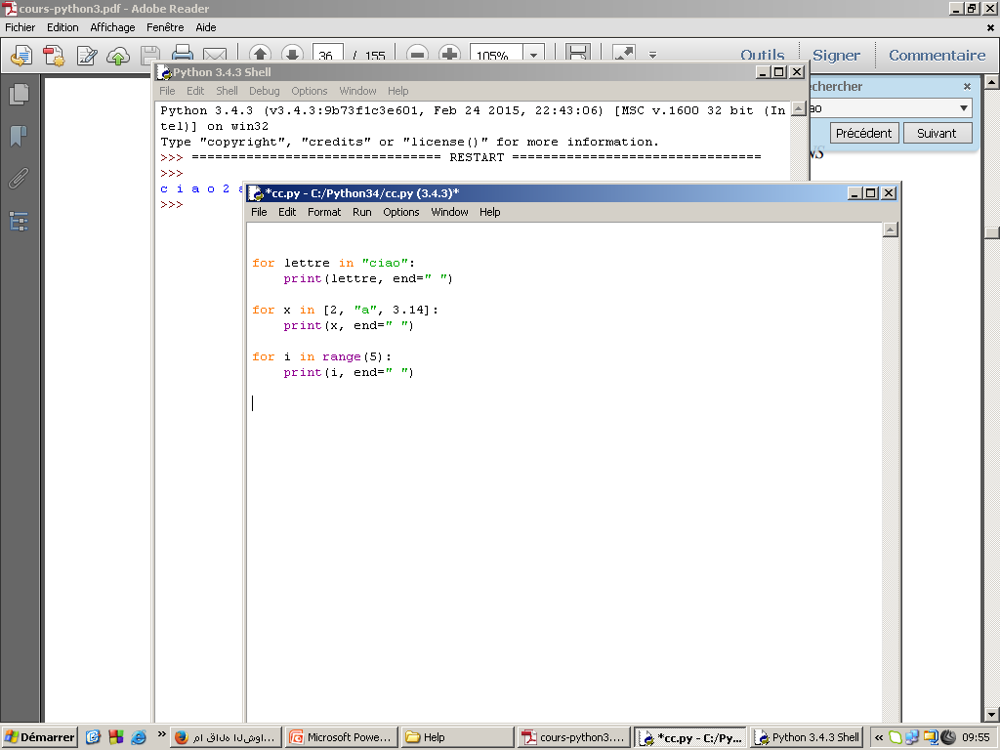 cours-python3.pdf - Adobe Reader
Fichier Edition Affichage Fenêtre Aide
36 / 155 105% Outils Signer Commentaire
Python 3.4.3 Shell
File Edit Shell Debug Options Window Help
Python 3.4.3 (v3.4.3:9b73f1c3e601, Feb 24 2015, 22:43:06) [MSC v.1600 32 bit (In
tel)] on win32
Type "copyright", "credits" or "license()" for more information.
>>> ================================ RESTART ================================
>>>
c i a o 2 a
>>>
echercher
ao
Précédent Suivant
ws
*cc.py - C:/Python34/cc.py (3.4.3)*
File Edit Format Run Options Window Help
for lettre in "ciao":
    print(lettre, end=" ")
for x in [2, "a", 3.14]:
    print(x, end=" ")
for i in range(5):
    print(i, end=" ")
Démarrer » ما قاله الشوا... Microsoft Powe... Help cours-python3.... *cc.py - C:/Py... Python 3.4.3 Shell « 09:55